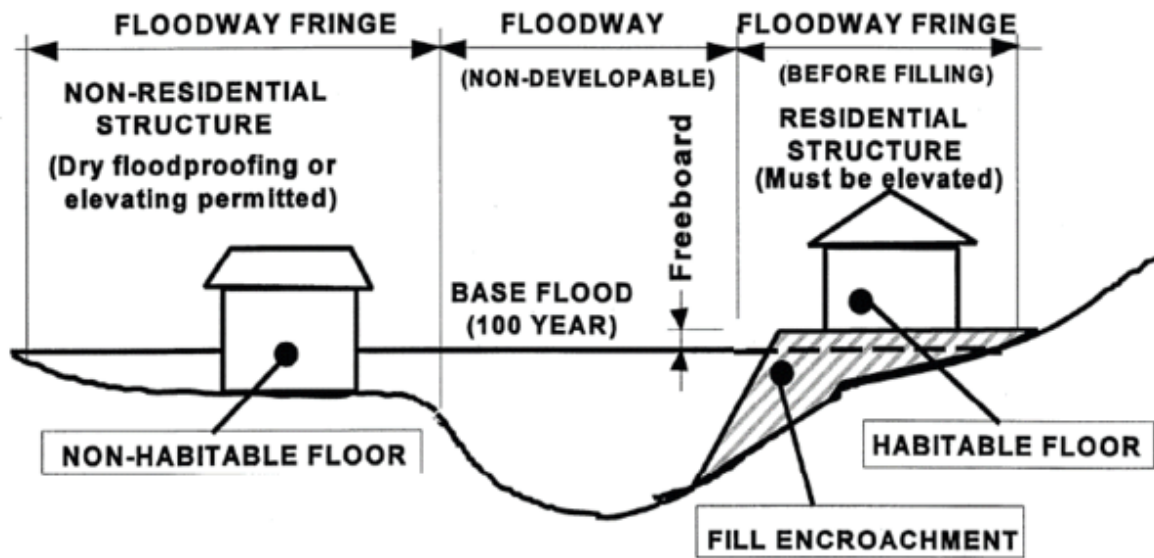 FLOODWAY FRINGE
FLOODWAY
FLOODWAY FRINGE
(NON-DEVELOPABLE)
(BEFORE FILLING)
NON-RESIDENTIAL
STRUCTURE
(Dry floodproofing or
elevating permitted)
Freeboard
RESIDENTIAL
STRUCTURE
(Must be elevated)
BASE FLOOD
(100 YEAR)
NON-HABITABLE FLOOR
HABITABLE FLOOR
FILL ENCROACHMENT